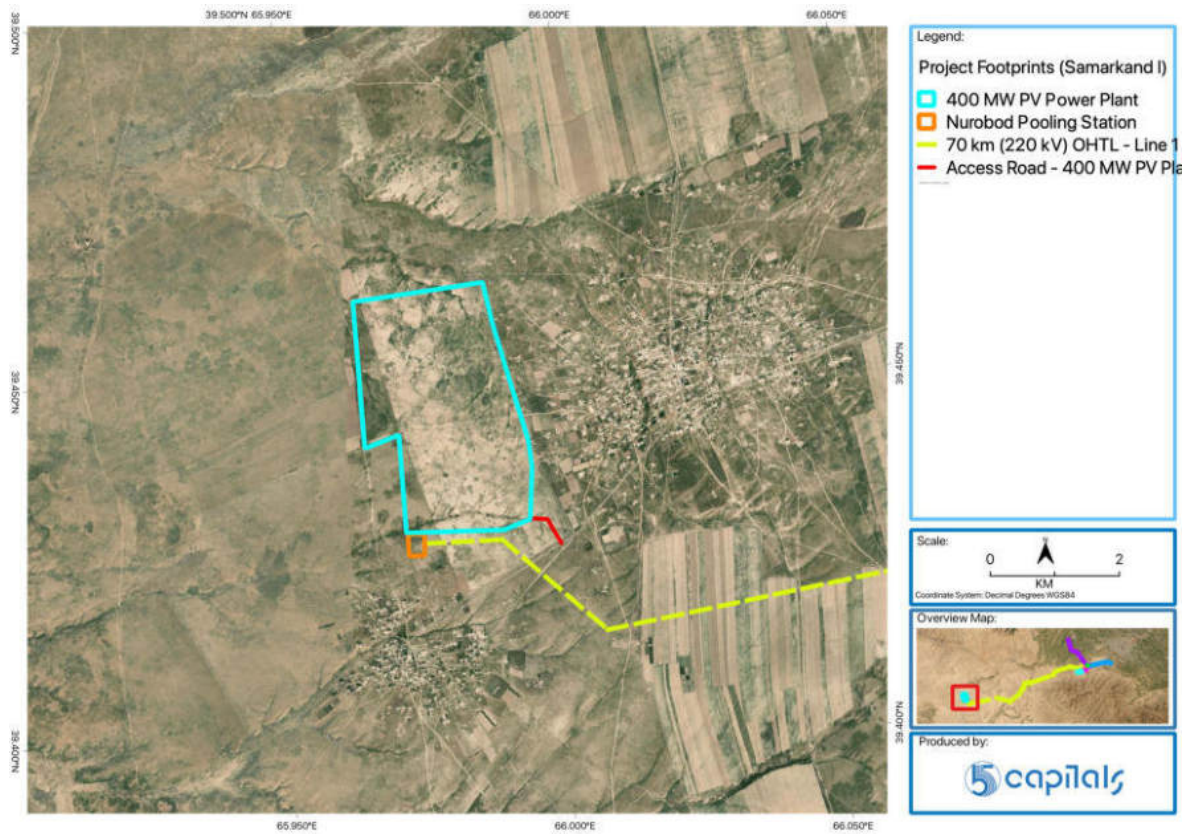 39.500°N 65.950°E
66.000°E
66.050°E
39.500°N
39.450°N
39.400°N
39.450°N
39.400°N
65.950°E
66.000°E
66.050°E
Legend:
Project Footprints (Samarkand I)
400 MW PV Power Plant
Nurobod Pooling Station
70 km (220 kV) OHTL - Line 1
Access Road - 400 MW PV Pla
Scale:
N
0 2
KM
Coordinate System: Decimal Degrees WGS84
Overview Map:
Produced by:
5 capitals